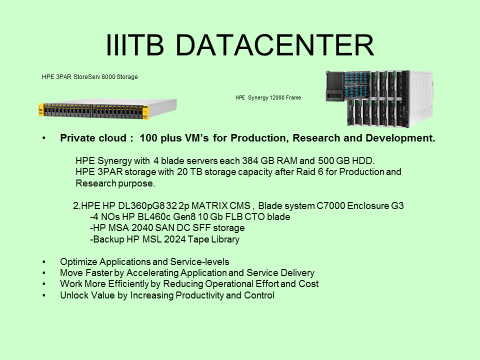 IIITB DATACENTER
HPE 3PAR StoreServ 8000 Storage
HPE Synergy 12000 Frame
• Private cloud : 100 plus VM's for Production, Research and Development.
HPE Synergy with 4 blade servers each 384 GB RAM and 500 GB HDD.
HPE 3PAR storage with 20 TB storage capacity after Raid 6 for Production and
Research purpose.
2.HPE HP DL360pG8 32 2p MATRIX CMS , Blade system C7000 Enclosure G3
-4 NOs HP BL460c Gen8 10 Gb FLB CTO blade
-HP MSA 2040 SAN DC SFF storage
-Backup HP MSL 2024 Tape Library
• Optimize Applications and Service-levels
• Move Faster by Accelerating Application and Service Delivery
• Work More Efficiently by Reducing Operational Effort and Cost
• Unlock Value by Increasing Productivity and Control